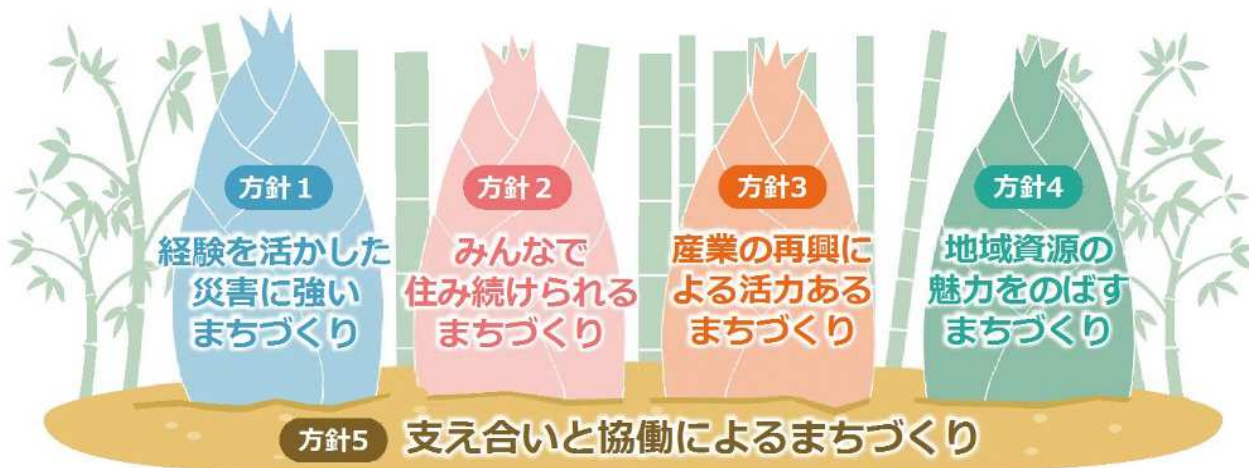 方針1
経験を活かした
災害に強い
まちづくり
方針2
みんなで
住み続けられる
まちづくり
方針3
産業の再興に
よる活力ある
まちづくり
方針4
地域資源の
魅力をのばす
まちづくり
方針5 支え合いと協働によるまちづくり